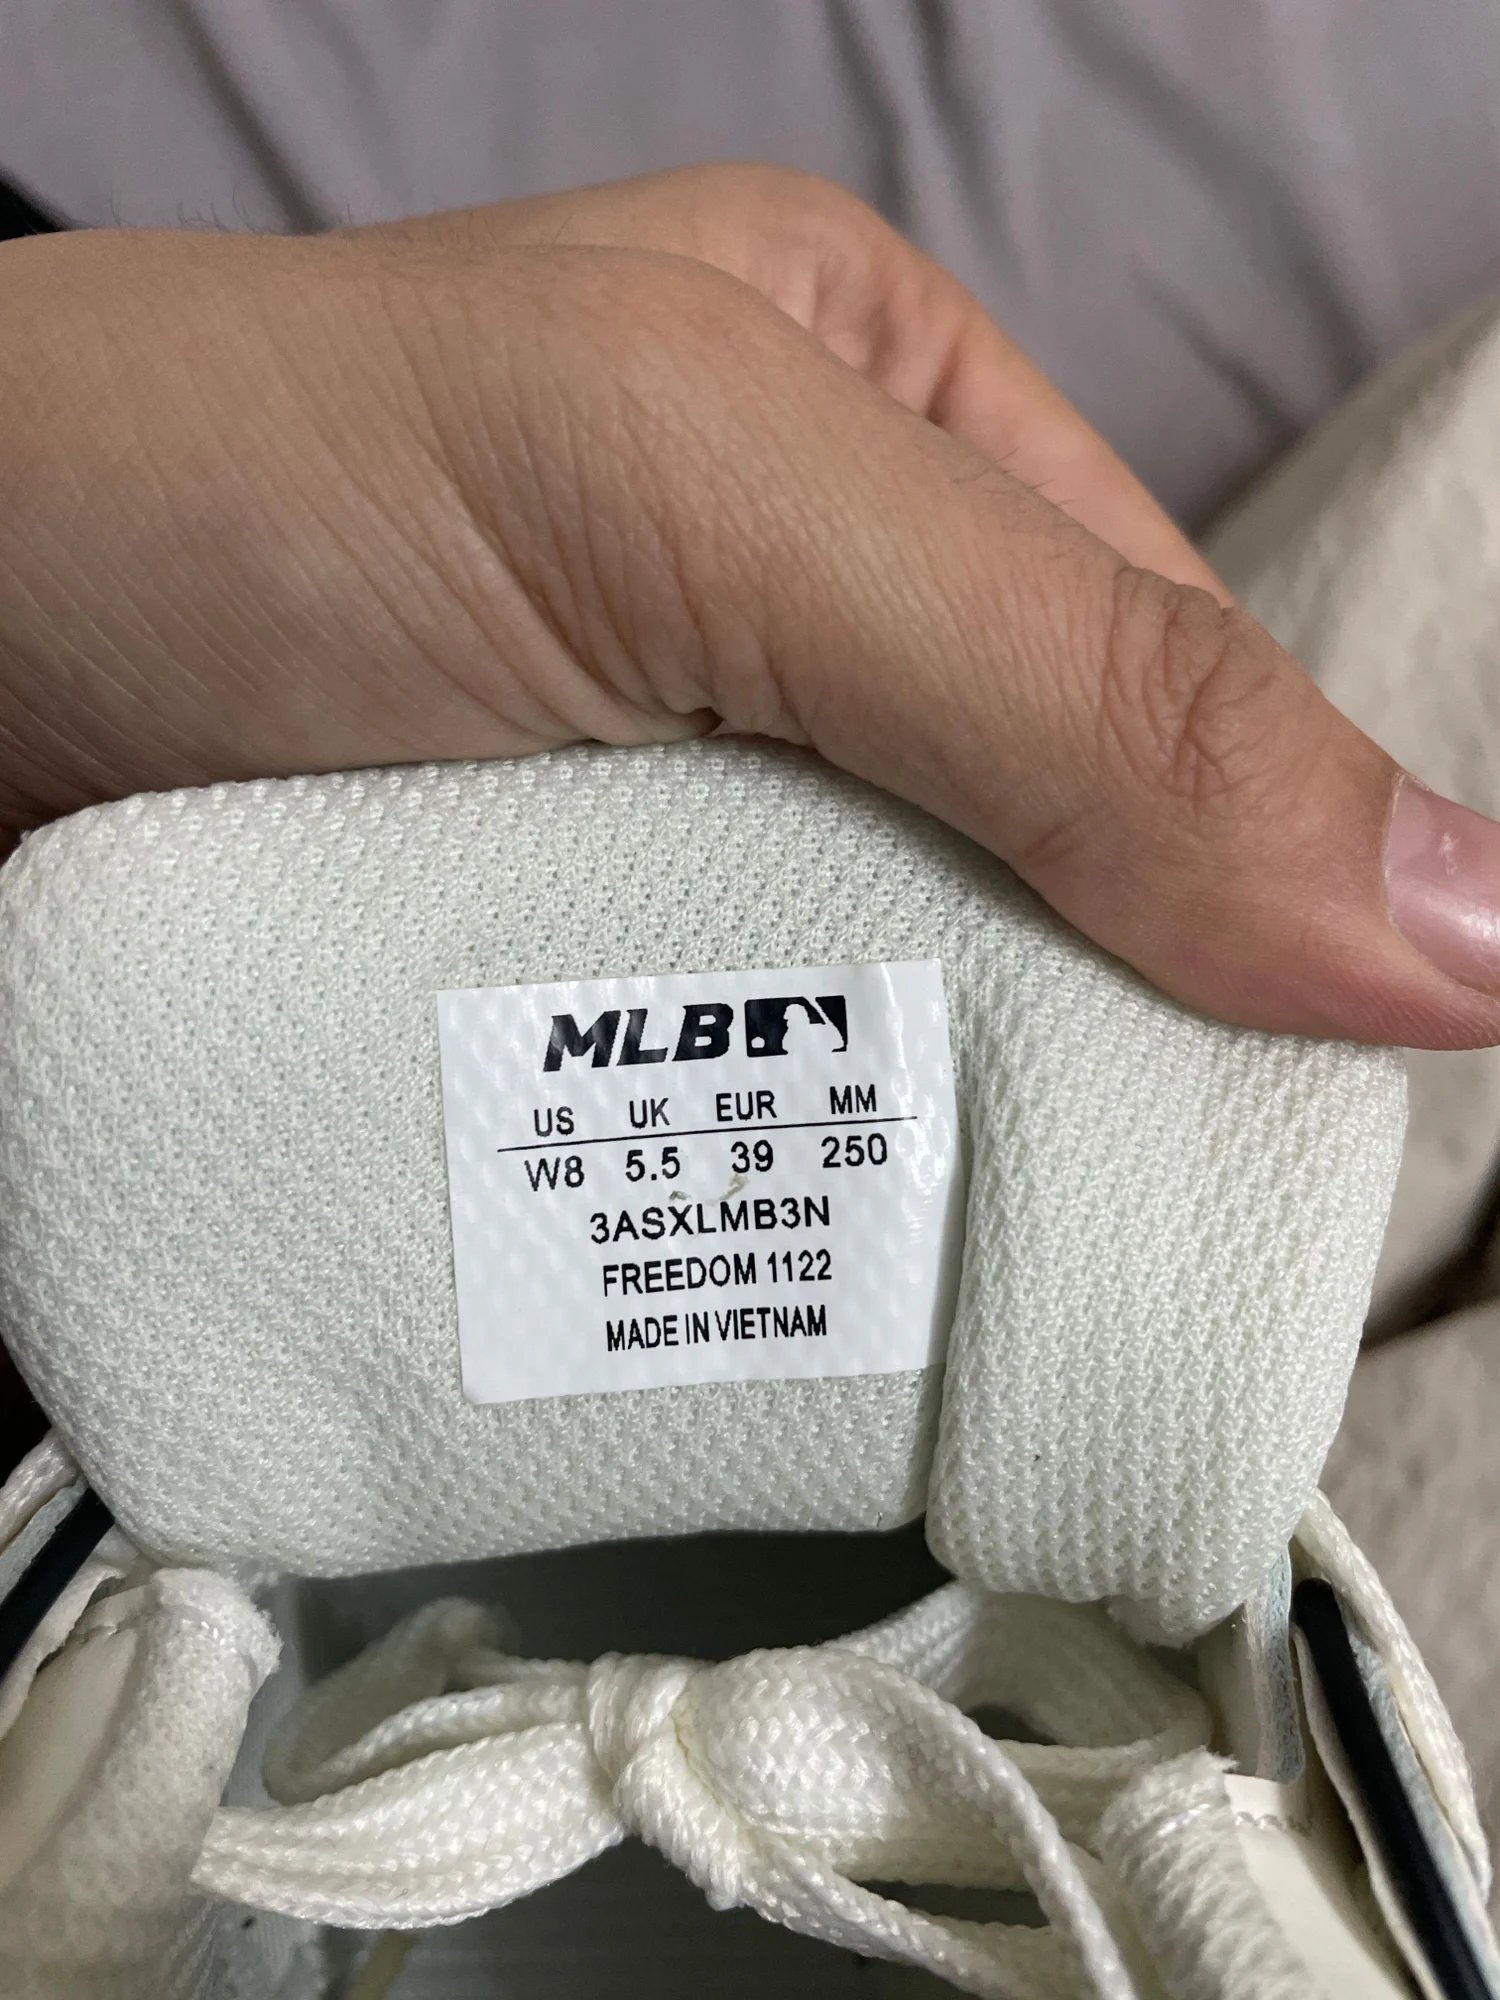 MLB
US UK EUR MM
W8 5.5 39 250
3ASXLMB3N
FREEDOM 1122
MADE IN VIETNAM